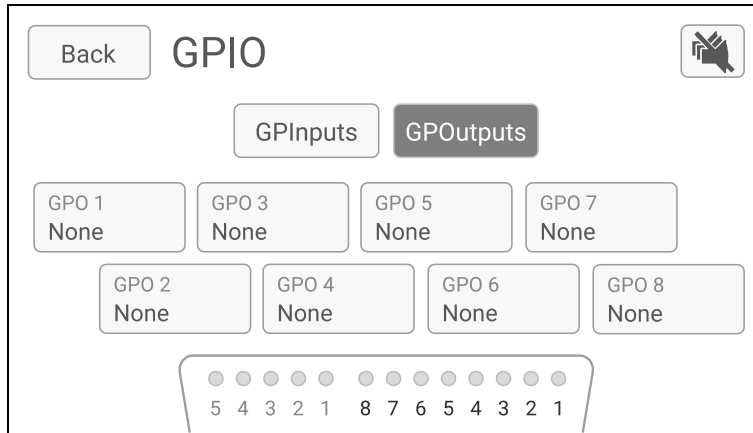 Back GPIO
GPInputs GPOutputs
GPO 1 GPO 3 GPO 5 GPO 7
None None None None
GPO 2 GPO 4 GPO 6 GPO 8
None None None None
5 4 3 2 1 8 7 6 5 4 3 2 1